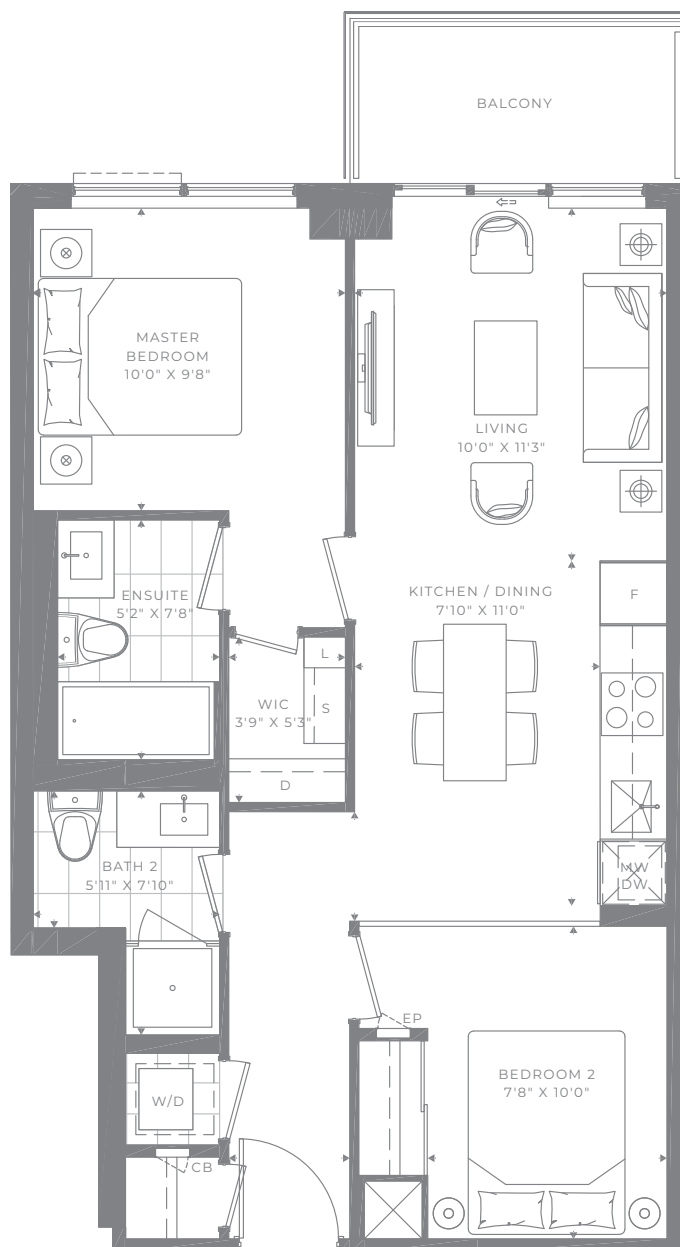 BALCONY
MASTER
BEDROOM
10'0" X 9'8"
LIVING
10'0" X 11'3"
ENSUITE
5'2" X 7'8"
KITCHEN / DINING
7'10" X 11'0"
F
L
WIC
3'9" X 5'3"
S
D
BATH 2
5'11" X 7'10"
MW
DW
EP
BEDROOM 2
7'8" X 10'0"
W/D
CB